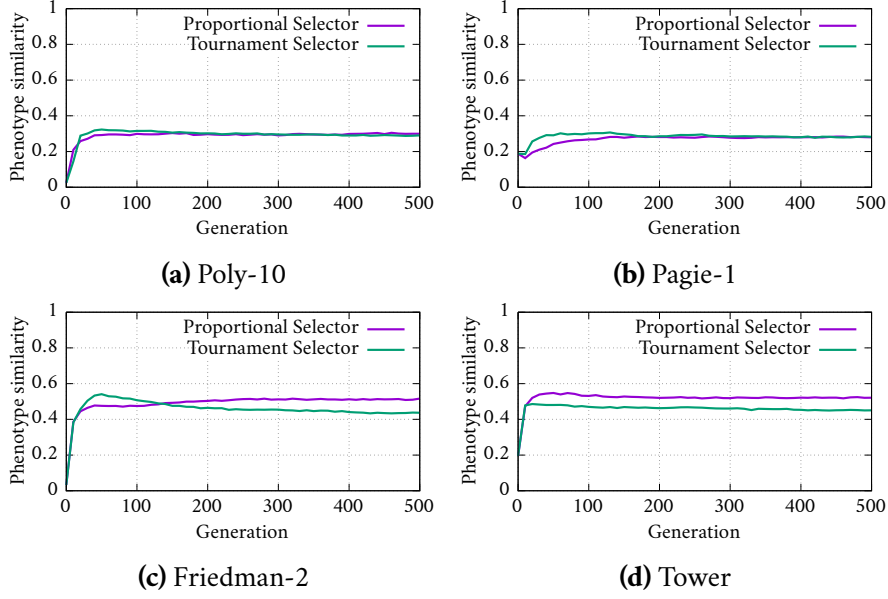 Phenotype similarity
1
0.8
0.6
0.4
0.2
0
Proportional Selector
Tournament Selector
0 100 200 300 400 500
Generation
(a) Poly-10
Phenotype similarity
1
0.8
0.6
0.4
0.2
0
Proportional Selector
Tournament Selector
0 100 200 300 400 500
Generation
(b) Pagie-1
Phenotype similarity
1
0.8
0.6
0.4
0.2
0
Proportional Selector
Tournament Selector
0 100 200 300 400 500
Generation
(c) Friedman-2
Phenotype similarity
1
0.8
0.6
0.4
0.2
0
Proportional Selector
Tournament Selector
0 100 200 300 400 500
Generation
(d) Tower